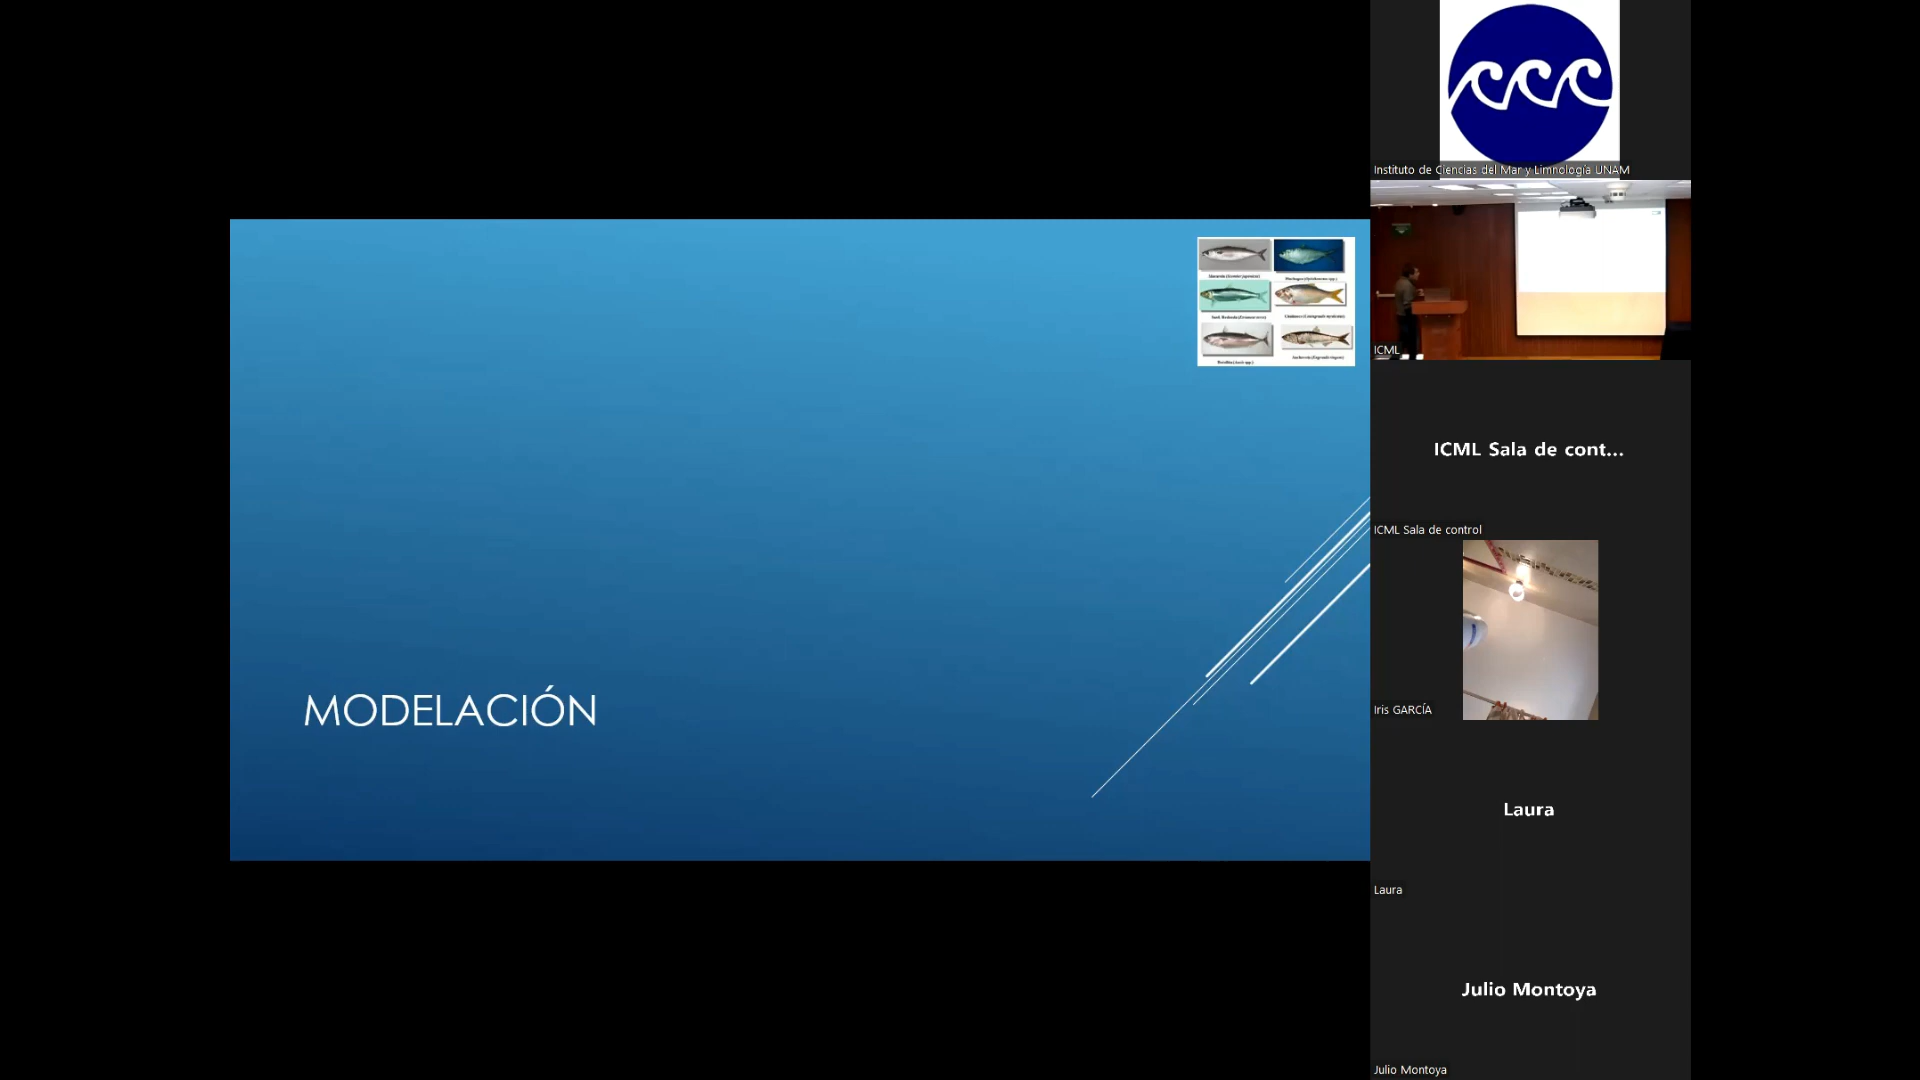 MODELACIÓN
Instituto de Ciencias del Mar y Limnología UNAM
ICML
ICML Sala de cont...
ICML Sala de control
Iris GARCÍA
Laura
Laura
Julio Montoya
Julio Montoya